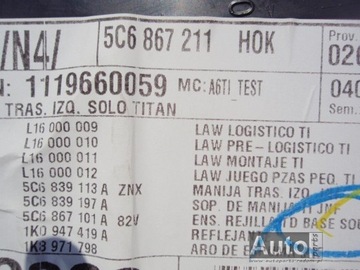 /N4/ 5C6 867 211 HOK Prov.
N: 1119660059 MC: A6TI TEST
TRAS. IZQ. SOLO TITAN Sem.
L16 000 009 LAW LOGISTICO TI
L16 000 010 LAW PRE-LOGISTICO TI
L16 000 011 LAW MONTAJE TI
L16 000 012 LAW JUEGO PZAS PEQ. TI
5C6 839 113 A ZNX MANIJA TRAS. IZQ.
5C6 839 197 A SOP. DE MANIJA TI
5C6 867 101 A 82V ENS. REJILLA TI BASE
1K0 947 419 A REFLEJAN
1K8 971 798 ARO DE
Auto